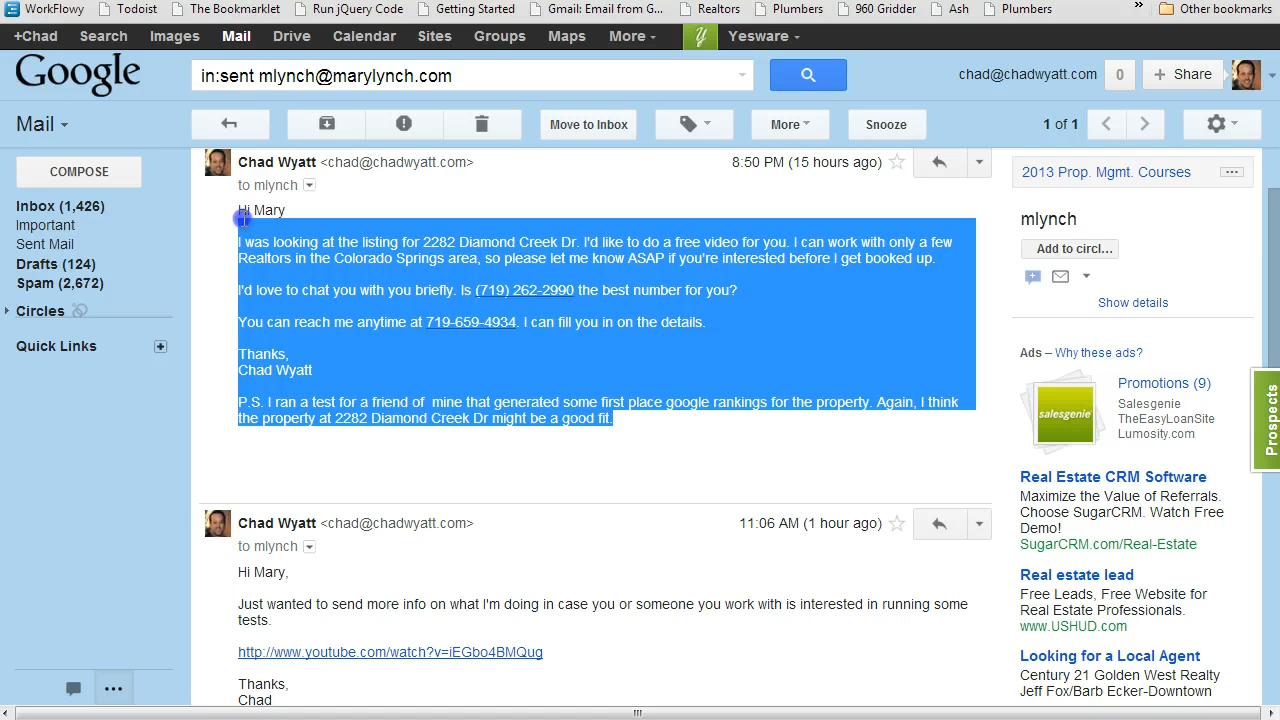 WorkFlowy Todoist The Bookmarklet Run jQuery Code Getting Started Gmail: Email from G... Realtors Plumbers 960 Gridder Ash Plumbers » Other bookmarks
+Chad Search Images Mail Drive Calendar Sites Groups Maps More Yesware
Google in:sent mlynch@marylynch.com chad@chadwyatt.com 0 + Share
Mail Move to Inbox More Snooze 1 of 1
COMPOSE
Inbox (1,426)
Important
Sent Mail
Drafts (124)
Spam (2,672)
Circles
Quick Links
Chad Wyatt <chad@chadwyatt.com> 8:50 PM (15 hours ago)
to mlynch
Hi Mary
I was looking at the listing for 2282 Diamond Creek Dr. I'd like to do a free video for you. I can work with only a few
Realtors in the Colorado Springs area, so please let me know ASAP if you're interested before I get booked up.
I'd love to chat you with you briefly. Is (719) 262-2990 the best number for you?
You can reach me anytime at 719-659-4934. I can fill you in on the details.
Thanks,
Chad Wyatt
P.S. I ran a test for a friend of mine that generated some first place google rankings for the property. Again, I think
the property at 2282 Diamond Creek Dr might be a good fit.
Chad Wyatt <chad@chadwyatt.com> 11:06 AM (1 hour ago)
to mlynch
Hi Mary,
Just wanted to send more info on what I'm doing in case you or someone you work with is interested in running some
tests.
http://www.youtube.com/watch?v=iEGbo4BMQug
Thanks,
Chad
2013 Prop. Mgmt. Courses
mlynch
Add to circl...
Show details
Ads – Why these ads?
salesgenie
Promotions (9)
Salesgenie
TheEasyLoanSite
Lumosity.com
Prospects
Real Estate CRM Software
Maximize the Value of Referrals.
Choose SugarCRM. Watch Free
Demo!
SugarCRM.com/Real-Estate
Real estate lead
Free Leads, Free Website for
Real Estate Professionals.
www.USHUD.com
Looking for a Local Agent
Century 21 Golden West Realty
Jeff Fox/Barb Ecker-Downtown